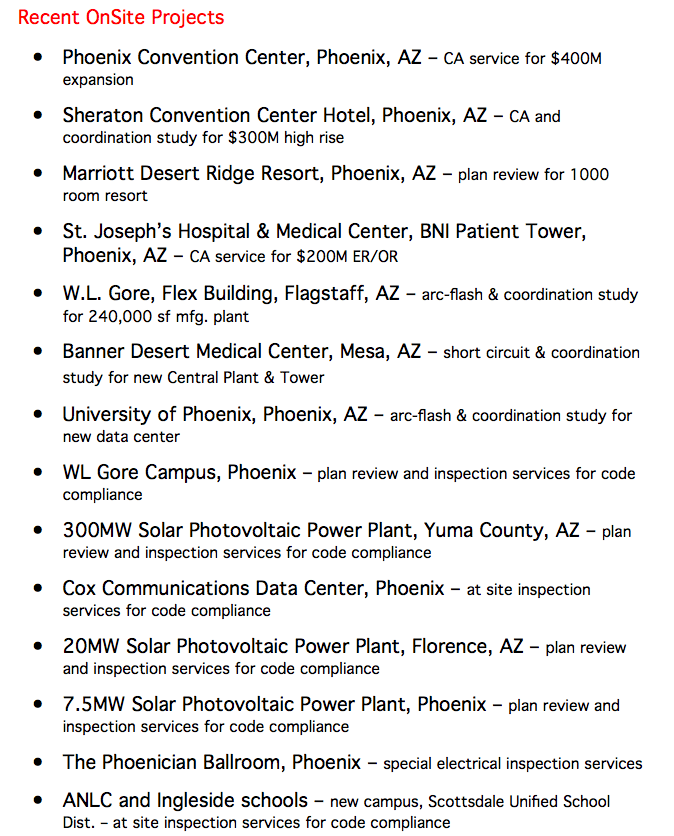 Recent OnSite Projects
• Phoenix Convention Center, Phoenix, AZ – CA service for $400M
expansion
• Sheraton Convention Center Hotel, Phoenix, AZ – CA and
coordination study for $300M high rise
• Marriott Desert Ridge Resort, Phoenix, AZ – plan review for 1000
room resort
• St. Joseph’s Hospital & Medical Center, BNI Patient Tower,
Phoenix, AZ – CA service for $200M ER/OR
• W.L. Gore, Flex Building, Flagstaff, AZ – arc-flash & coordination study
for 240,000 sf mfg. plant
• Banner Desert Medical Center, Mesa, AZ – short circuit & coordination
study for new Central Plant & Tower
• University of Phoenix, Phoenix, AZ – arc-flash & coordination study for
new data center
• WL Gore Campus, Phoenix – plan review and inspection services for code
compliance
• 300MW Solar Photovoltaic Power Plant, Yuma County, AZ – plan
review and inspection services for code compliance
• Cox Communications Data Center, Phoenix – at site inspection
services for code compliance
• 20MW Solar Photovoltaic Power Plant, Florence, AZ – plan review
and inspection services for code compliance
• 7.5MW Solar Photovoltaic Power Plant, Phoenix – plan review and
inspection services for code compliance
• The Phoenician Ballroom, Phoenix – special electrical inspection services
• ANLC and Ingleside schools – new campus, Scottsdale Unified School
Dist. – at site inspection services for code compliance